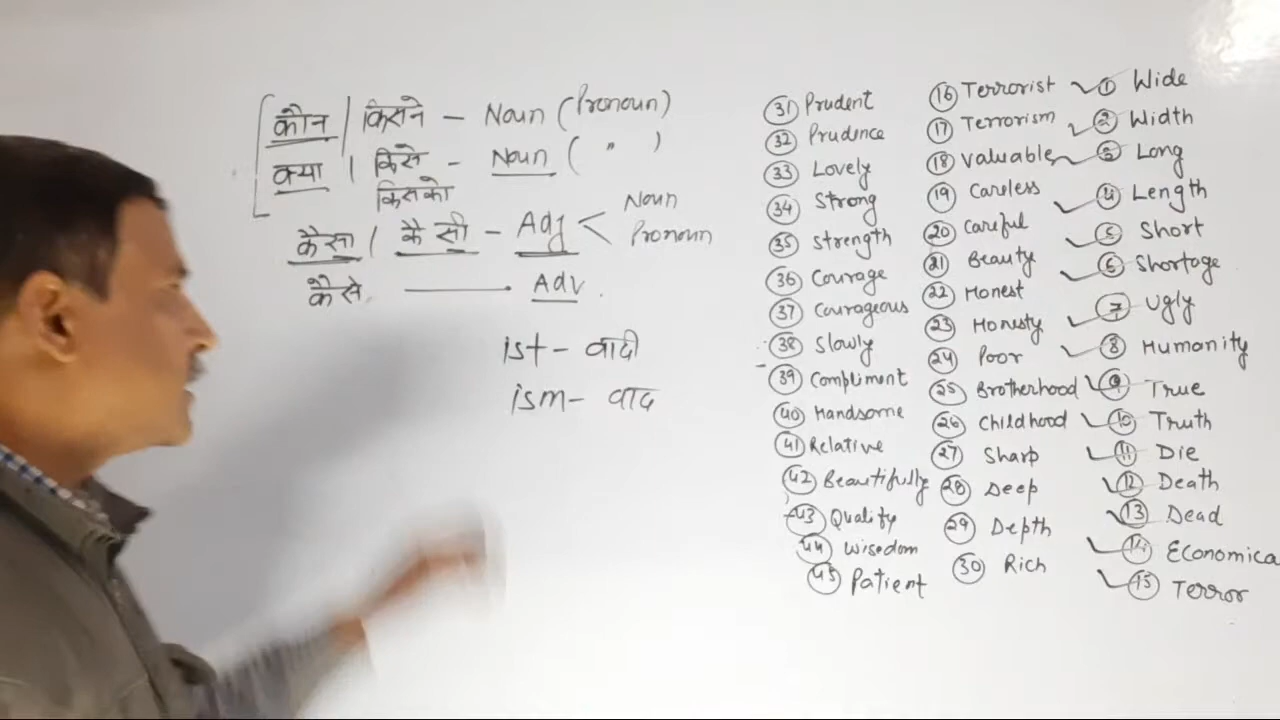 कौन | किसने - Noun (Pronoun)
क्या | किसे - Noun ( " )
किसको
कैसा / कैसी - Adj < Noun
Pronoun
कैसे ——— Adv.
ist - वादी
ism - वाद
31 Prudent
32 Prudence
33 Lovely
34 Strong
35 Strength
36 Courage
37 Courageous
38 Slowly
39 Compliment
40 Handsome
41 Relative
42 Beautifully
43 Qualify
44 Wisedom
45 Patient
16 Terrorist
17 Terrorism
18 Valuable
19 Careless
20 Careful
21 Beauty
22 Honest
23 Honesty
24 Poor
25 Brotherhood
26 Childhood
27 Sharp
28 Deep
29 Depth
30 Rich
1 Wide
2 Width
3 Long
4 Length
5 Short
6 Shortage
7 Ugly
8 Humanity
9 True
10 Truth
11 Die
12 Death
13 Dead
14 Economica
15 Terror